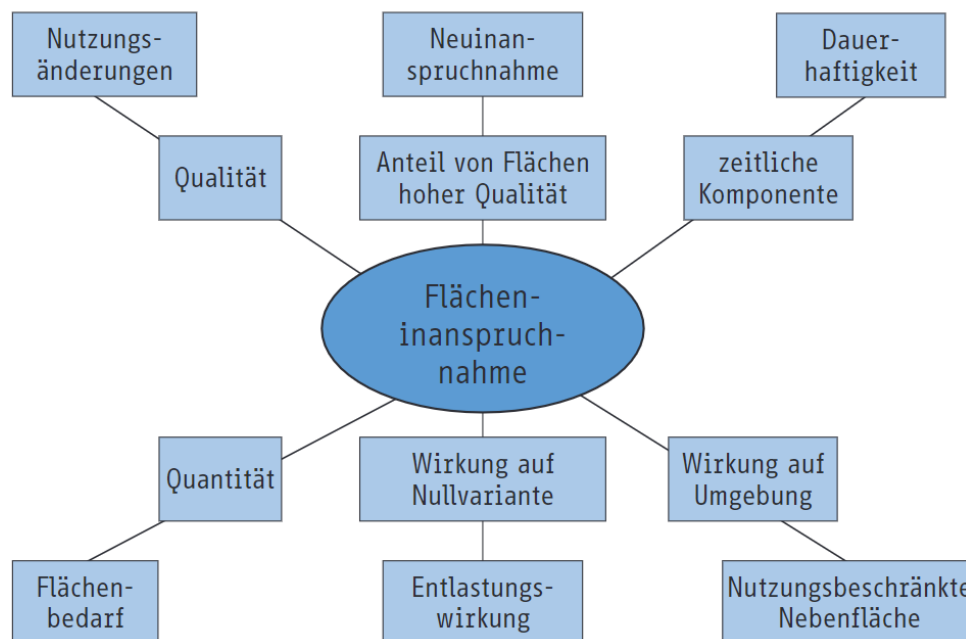 Nutzungs-
änderungen
Neuinan-
spruchnahme
Dauer-
haftigkeit
Qualität
Anteil von Flächen
hoher Qualität
zeitliche
Komponente
Flächen-
inanspruch-
nahme
Quantität
Wirkung auf
Nullvariante
Wirkung auf
Umgebung
Flächen-
bedarf
Entlastungs-
wirkung
Nutzungsbeschränkte
Nebenfläche